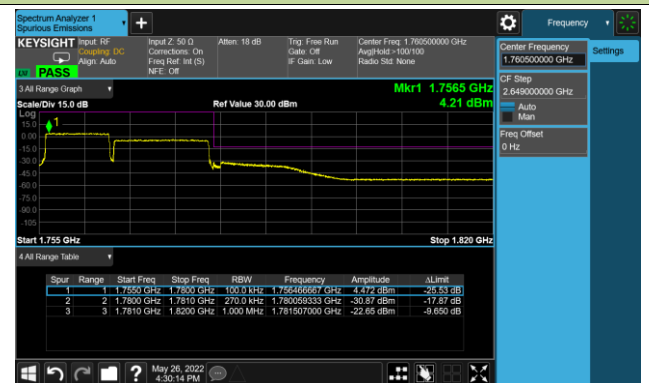 Spectrum Analyzer 1
Spurious Emissions
Frequency
KEYSIGHT
Input: RF
Coupling: DC
Align: Auto
Input Z: 50 Ω
Corrections: On
Freq Ref: Int (S)
NFE: Off
Atten: 18 dB
Trig: Free Run
Gate: Off
IF Gain: Low
Center Freq: 1.760500000 GHz
Avg|Hold:>100/100
Radio Std: None
PASS
Center Frequency
1.760500000 GHz
Settings
CF Step
2.649000000 GHz
Auto
Man
Freq Offset
0 Hz
3 All Range Graph
Mkr1 1.7565 GHz
Scale/Div 15.0 dB
Ref Value 30.00 dBm
4.21 dBm
Log
1
15.0
0.00
-15.0
-30.0
-45.0
-60.0
-75.0
-90.0
-105
Start 1.755 GHz
Stop 1.820 GHz
4 All Range Table
Spur Range Start Freq Stop Freq RBW Frequency Amplitude ΔLimit
1 1 1.7550 GHz 1.7800 GHz 100.0 kHz 1.756466667 GHz 4.472 dBm -25.53 dB
2 2 1.7800 GHz 1.7810 GHz 270.0 kHz 1.780059333 GHz -30.87 dBm -17.87 dB
3 3 1.7810 GHz 1.8200 GHz 1.000 MHz 1.781507000 GHz -22.65 dBm -9.650 dB
?
May 26, 2022
4:30:14 PM